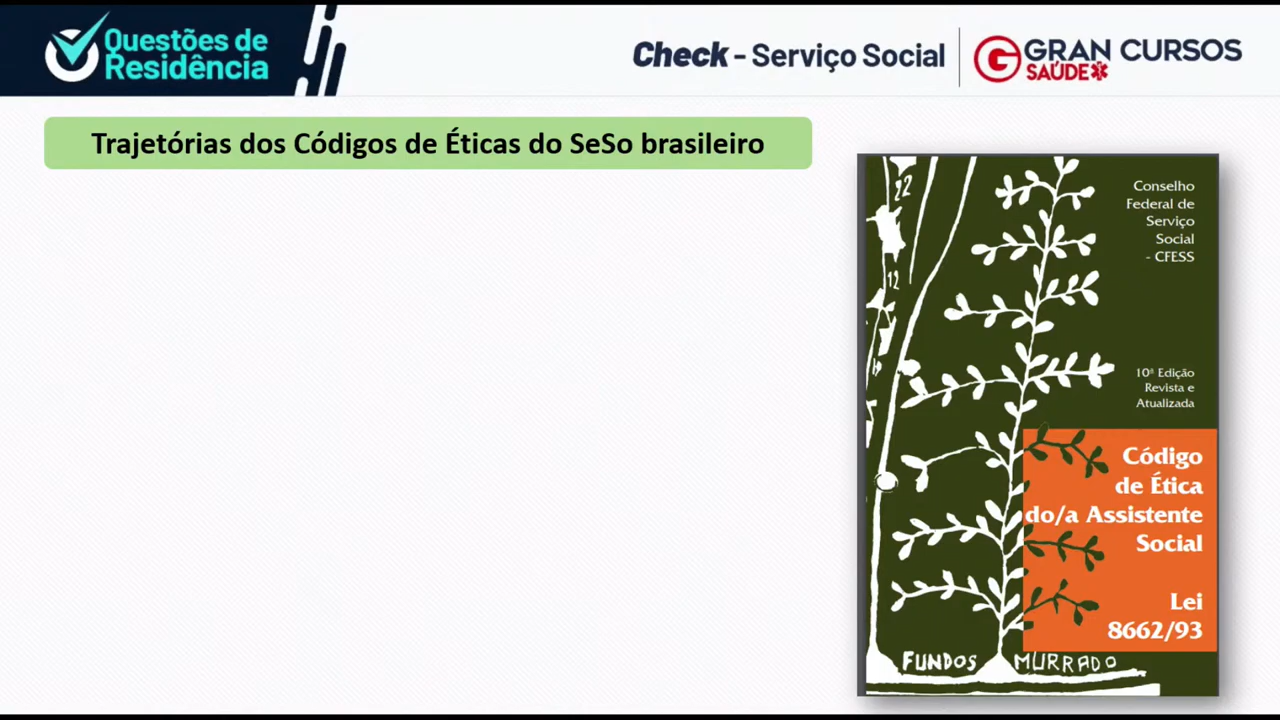 Questões de
Residência
Check - Serviço Social
GRAN CURSOS
SAÚDE
Trajetórias dos Códigos de Éticas do SeSo brasileiro
Conselho
Federal de
Serviço
Social
- CFESS
22
12
10ª Edição
Revista e
Atualizada
Código
de Ética
do/a Assistente
Social
Lei
8662/93
FUNDOS MURRADO